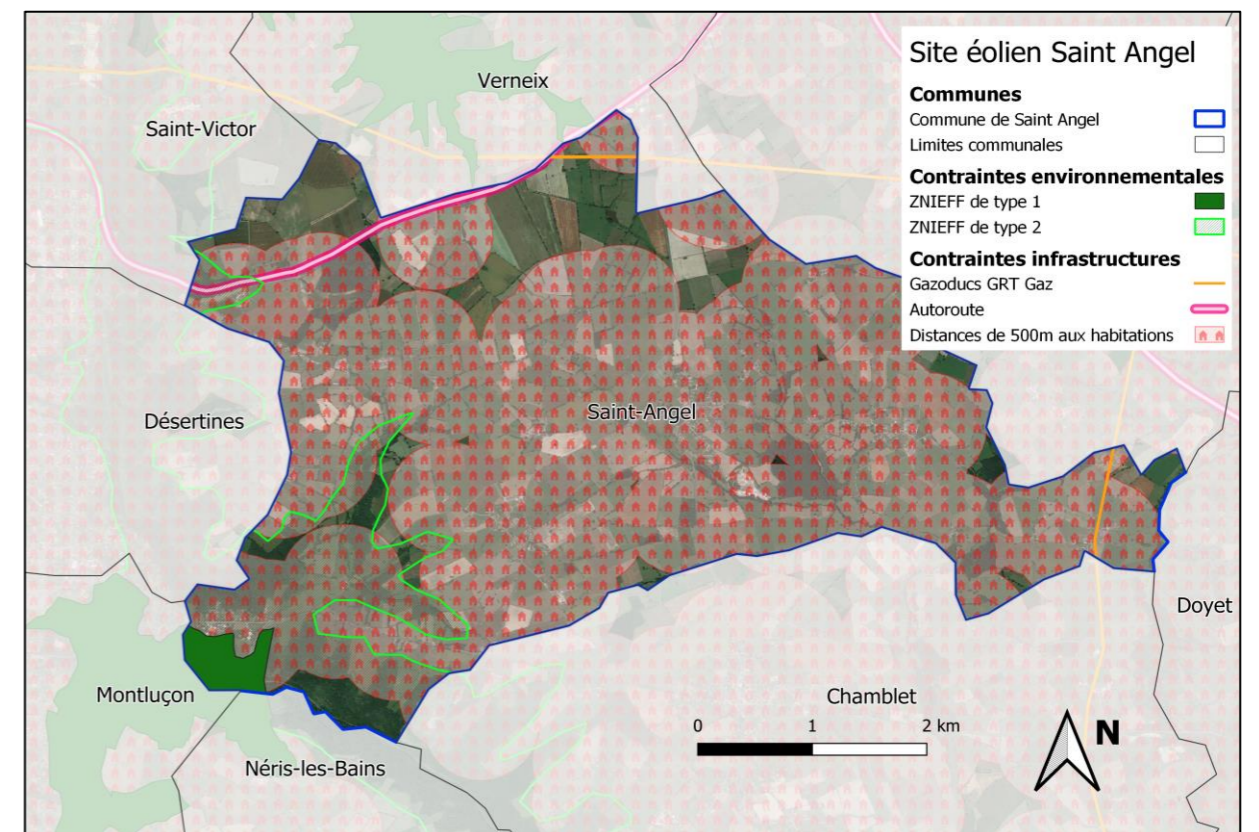 Site éolien Saint Angel
Communes
Commune de Saint Angel
Limites communales
Contraintes environnementales
ZNIEFF de type 1
ZNIEFF de type 2
Contraintes infrastructures
Gazoducs GRT Gaz
Autoroute
Distances de 500m aux habitations
Verneix
Saint-Victor
Désertines
Saint-Angel
Doyet
Montluçon
Chamblet
0 1 2 km
N
Néris-les-Bains